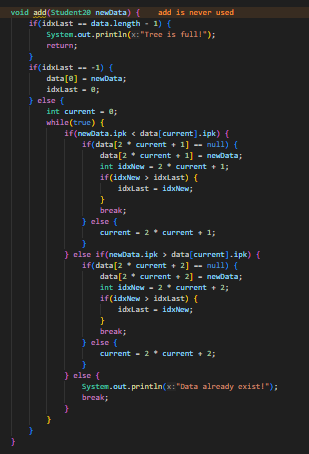 void add(Student20 newData) {    add is never used
    if(idxLast == data.length - 1) {
        System.out.println(x:"Tree is full!");
        return;
    }
    if(idxLast == -1) {
        data[0] = newData;
        idxLast = 0;
    } else {
        int current = 0;
        while(true) {
            if(newData.ipk < data[current].ipk) {
                if(data[2 * current + 1] == null) {
                    data[2 * current + 1] = newData;
                    int idxNew = 2 * current + 1;
                    if(idxNew > idxLast) {
                        idxLast = idxNew;
                    }
                    break;
                } else {
                    current = 2 * current + 1;
                }
            } else if(newData.ipk > data[current].ipk) {
                if(data[2 * current + 2] == null) {
                    data[2 * current + 2] = newData;
                    int idxNew = 2 * current + 2;
                    if(idxNew > idxLast) {
                        idxLast = idxNew;
                    }
                    break;
                } else {
                    current = 2 * current + 2;
                }
            } else {
                System.out.println(x:"Data already exist!");
                break;
            }
        }
    }
}